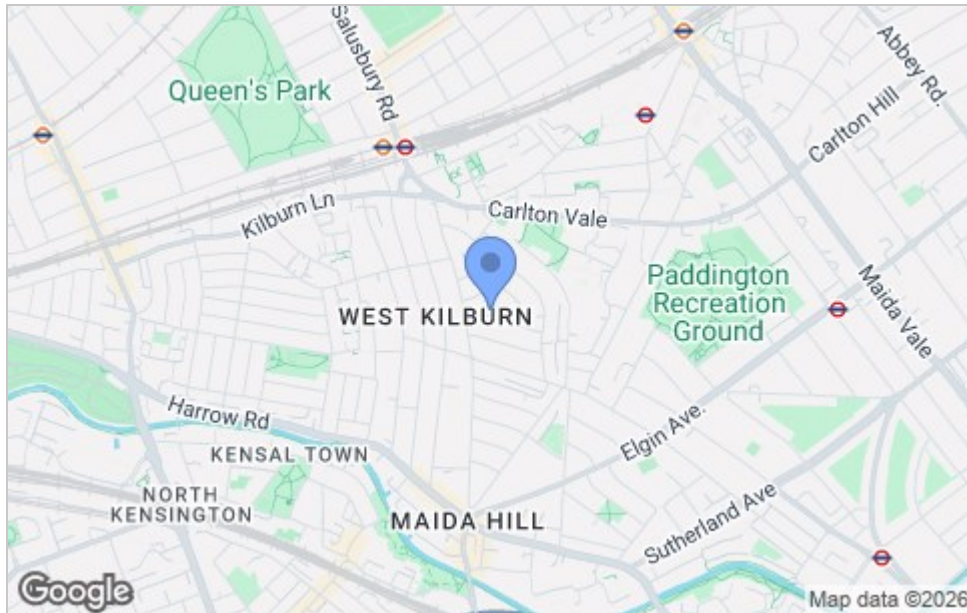 Salusbury Rd
Abbey Rd.
Queen's Park
Carlton Hill
Kilburn Ln
Carlton Vale
Paddington
Recreation
Ground
Maida Vale
WEST KILBURN
Harrow Rd
KENSAL TOWN
Elgin Ave.
NORTH
KENSINGTON
MAIDA HILL
Sutherland Ave
Google
Map data ©2026